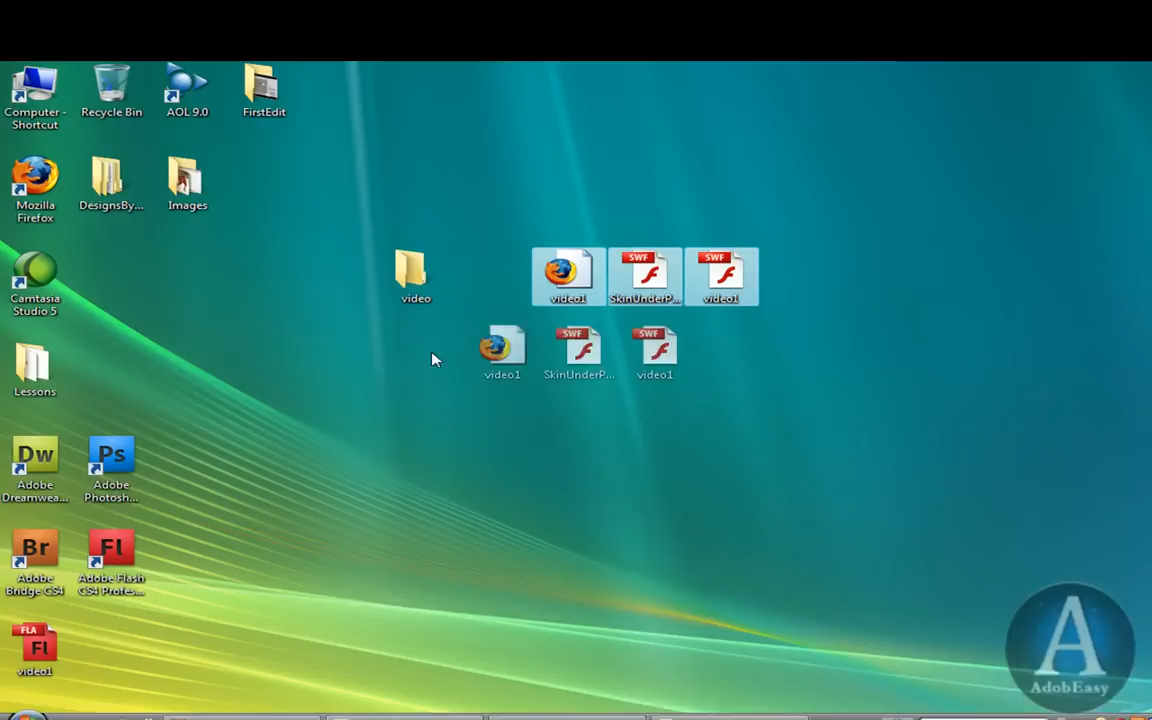 Computer -
Shortcut
Recycle Bin
AOL 9.0
FirstEdit
Mozilla
Firefox
DesignsBy...
Images
Camtasia
Studio 5
video
SWF
SWF
video1
SkinUnderP...
video1
SWF
SWF
video1
SkinUnderP...
video1
Lessons
Dw
Ps
Adobe
Dreamwea...
Adobe
Photosh...
Br
Fl
Adobe
Bridge CS4
Adobe Flash
CS4 Profes...
FLA
Fl
video1
A
AdobEasy